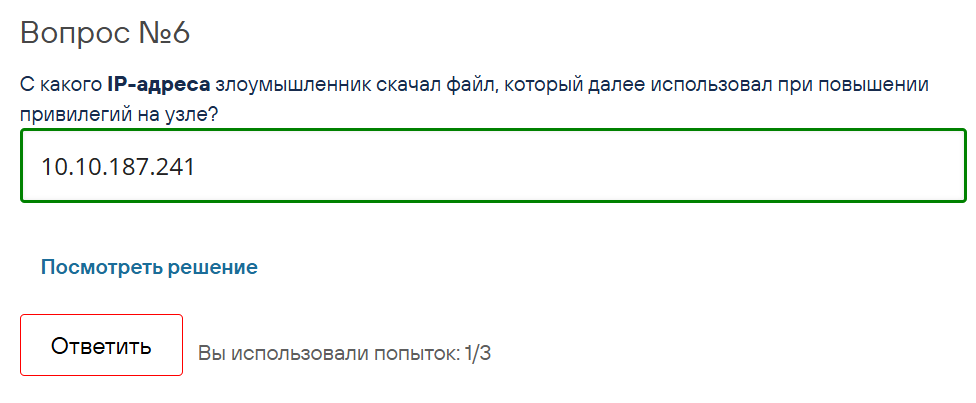 Вопрос №6
С какого IP-адреса злоумышленник скачал файл, который далее использовал при повышении
привилегий на узле?
10.10.187.241
Посмотреть решение
Ответить
Вы использовали попыток: 1/3